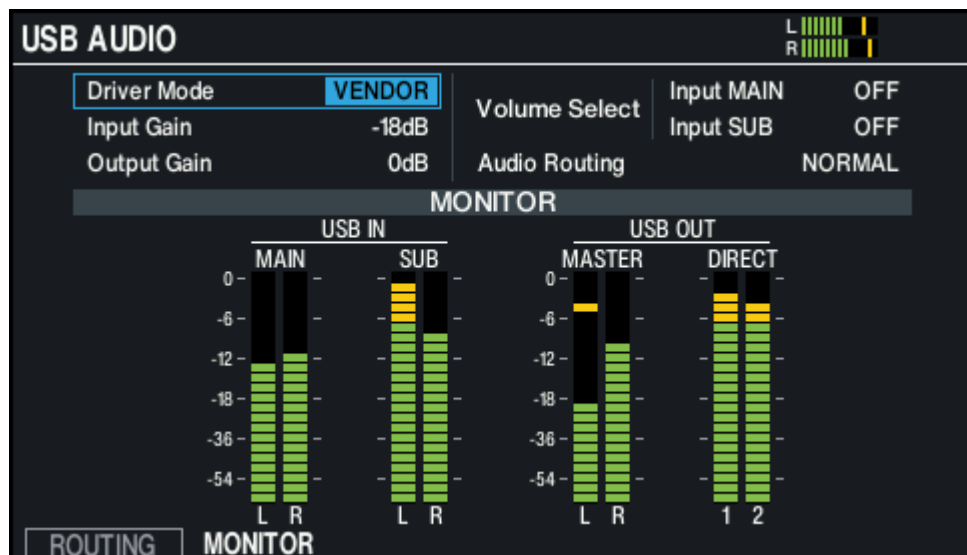 USB AUDIO
L
R
Driver Mode VENDOR
Input Gain -18dB
Output Gain 0dB
Volume Select
Input MAIN OFF
Input SUB OFF
Audio Routing NORMAL
MONITOR
USB IN
MAIN SUB
0
-6
-12
-18
-36
-54
L R L R
USB OUT
MASTER DIRECT
0
-6
-12
-18
-36
-54
L R 1 2
ROUTING MONITOR